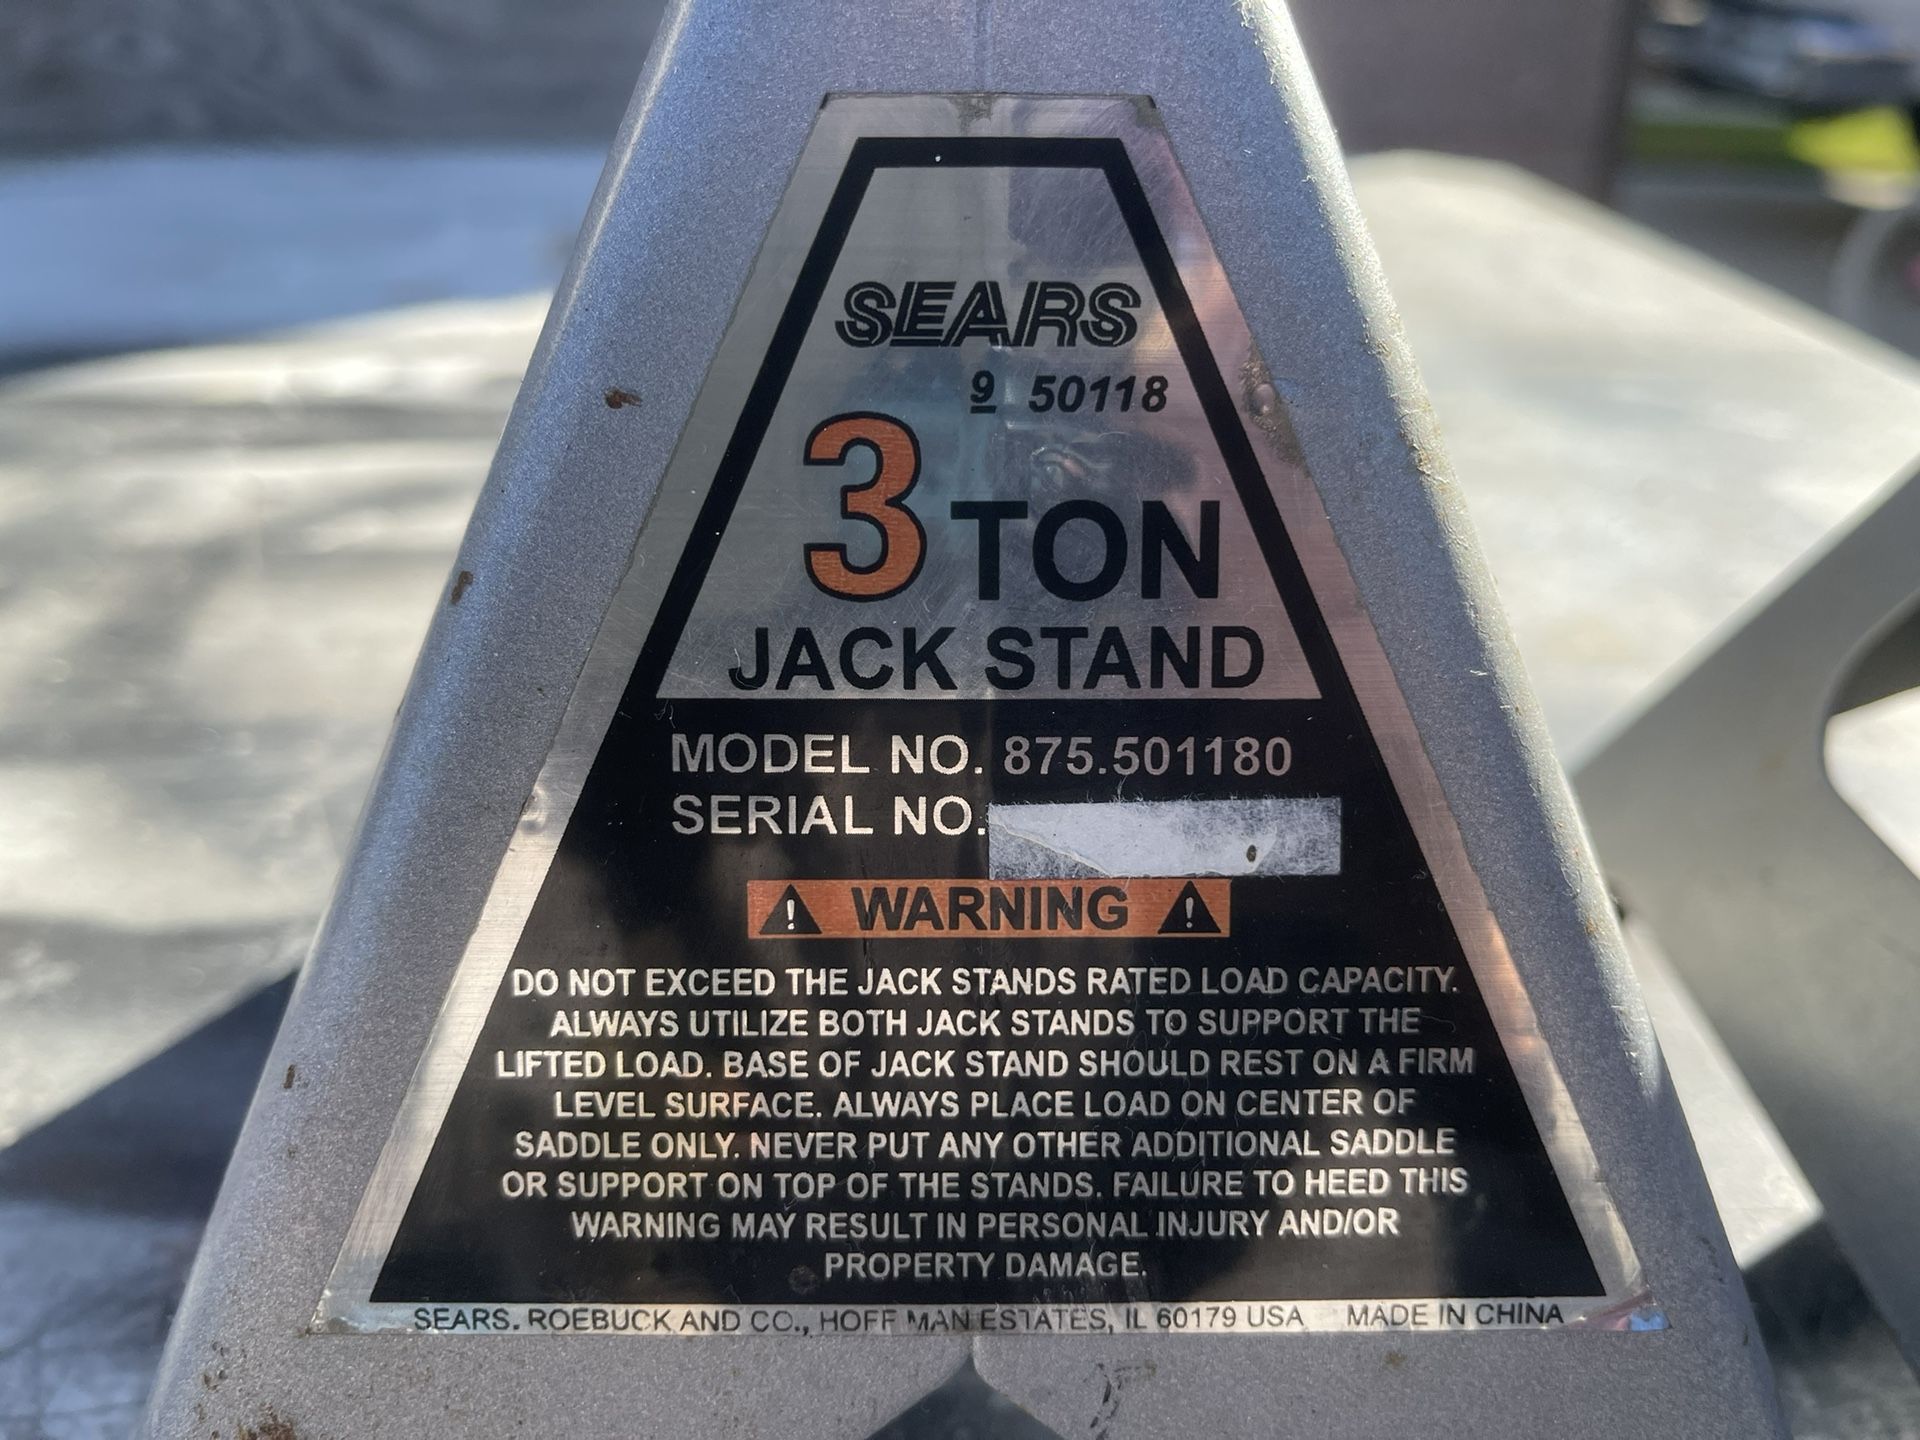 SEARS
9 50118
3 TON
JACK STAND
MODEL NO. 875.501180
SERIAL NO.
WARNING
DO NOT EXCEED THE JACK STANDS RATED LOAD CAPACITY.
ALWAYS UTILIZE BOTH JACK STANDS TO SUPPORT THE
LIFTED LOAD. BASE OF JACK STAND SHOULD REST ON A FIRM
LEVEL SURFACE. ALWAYS PLACE LOAD ON CENTER OF
SADDLE ONLY. NEVER PUT ANY OTHER ADDITIONAL SADDLE
OR SUPPORT ON TOP OF THE STANDS. FAILURE TO HEED THIS
WARNING MAY RESULT IN PERSONAL INJURY AND/OR
PROPERTY DAMAGE.
SEARS. ROEBUCK AND CO., HOFFMAN ESTATES, IL 60179 USA MADE IN CHINA